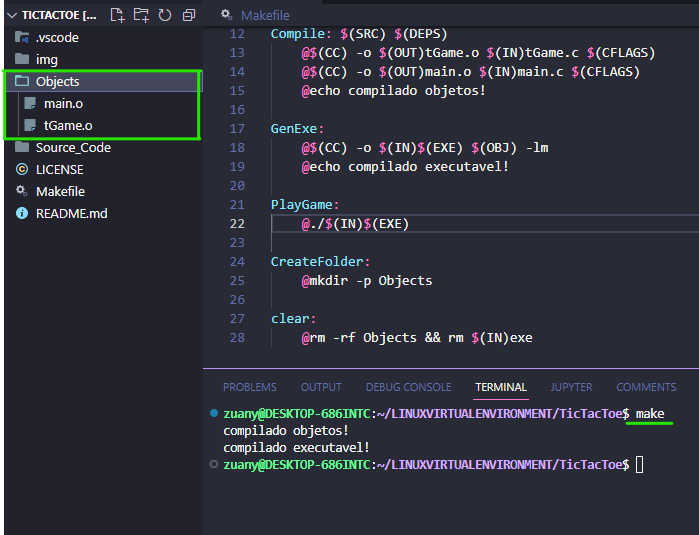 TICTACTOE [...
.vscode
img
Objects
main.o
tGame.o
Source_Code
LICENSE
Makefile
README.md
Makefile
12 Compile: $(SRC) $(DEPS)
13 @$(CC) -o $(OUT)tGame.o $(IN)tGame.c $(CFLAGS)
14 @$(CC) -o $(OUT)main.o $(IN)main.c $(CFLAGS)
15 @echo compilado objetos!
16
17 GenExe:
18 @$(CC) -o $(IN)$(EXE) $(OBJ) -lm
19 @echo compilado executavel!
20
21 PlayGame:
22 @./$(IN)$(EXE)
23
24 CreateFolder:
25 @mkdir -p Objects
26
27 clear:
28 @rm -rf Objects && rm $(IN)exe
PROBLEMS OUTPUT DEBUG CONSOLE TERMINAL JUPYTER COMMENTS
zuany@DESKTOP-686INTC:~/LINUXVIRTUALENVIRONMENT/TicTacToe$ make
compilado objetos!
compilado executavel!
zuany@DESKTOP-686INTC:~/LINUXVIRTUALENVIRONMENT/TicTacToe$